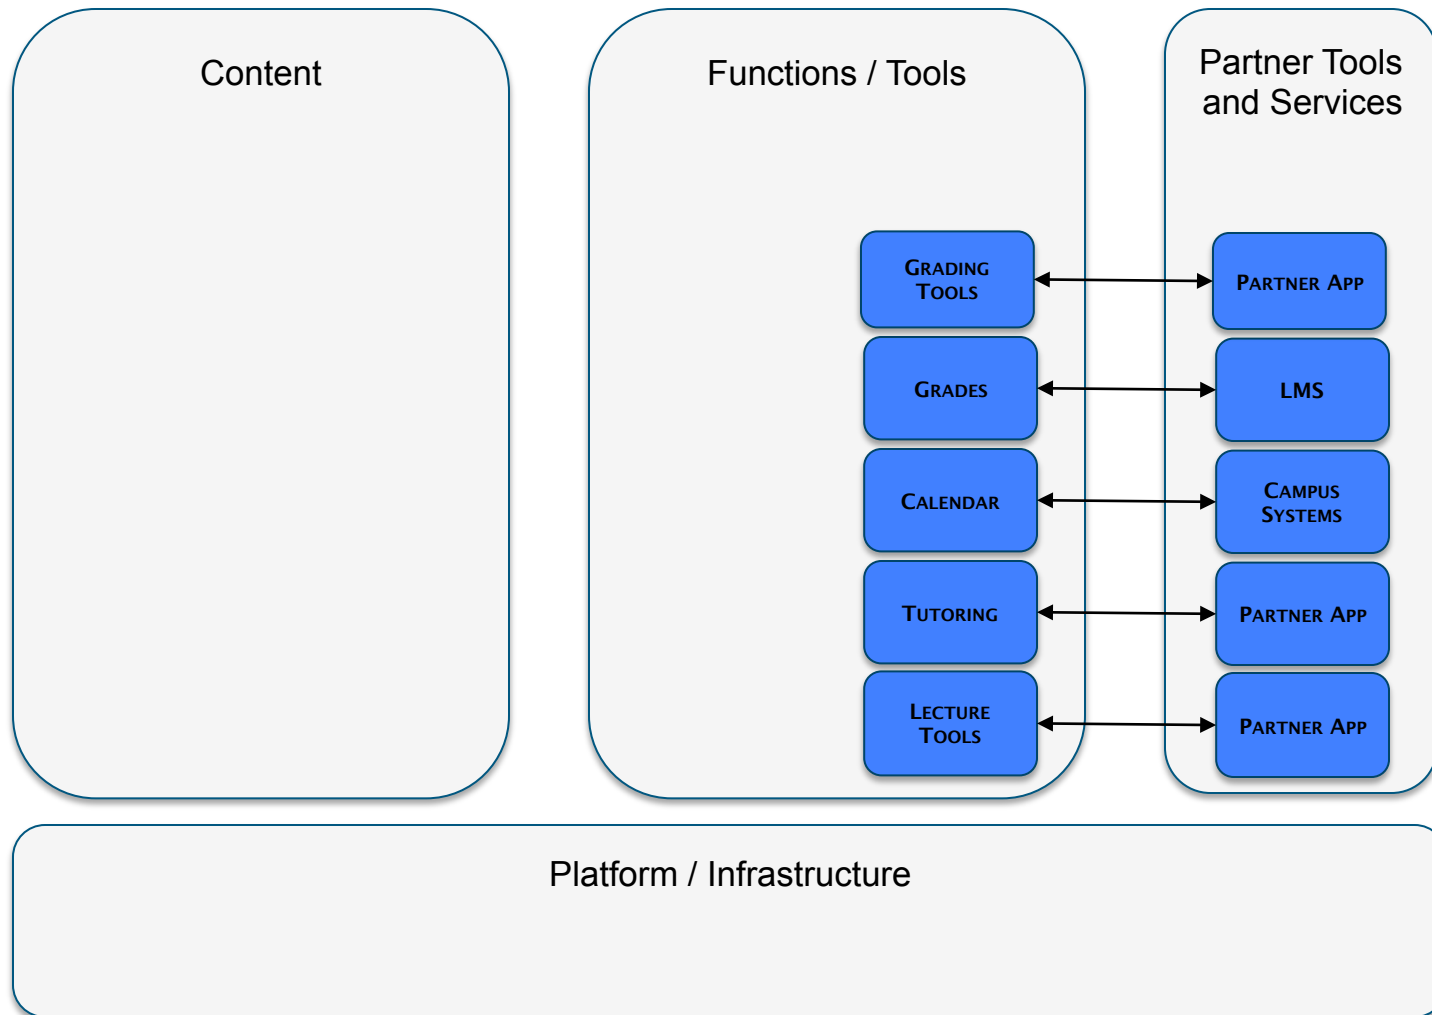 Content
Functions / Tools
Partner Tools
and Services
Grading
Tools
Partner App
Grades
LMS
Calendar
Campus
Systems
Tutoring
Partner App
Lecture
Tools
Partner App
Platform / Infrastructure